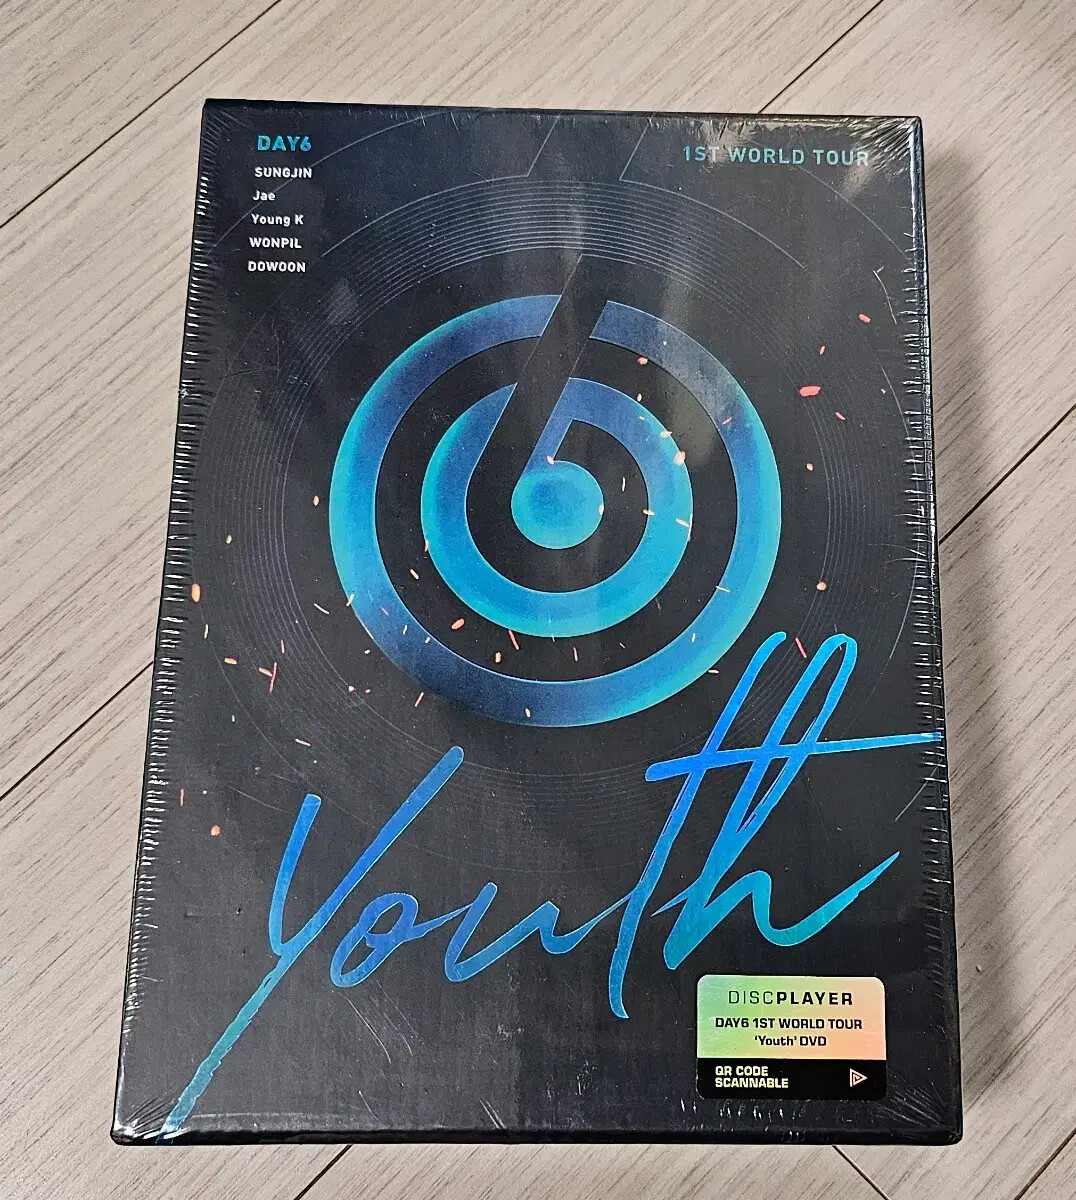 DAY6
SUNGJIN
Jae
Young K
WONPIL
DOWOON
1ST WORLD TOUR
Youth
DISCPLAYER
DAY6 1ST WORLD TOUR
'Youth' DVD
QR CODE
SCANNABLE